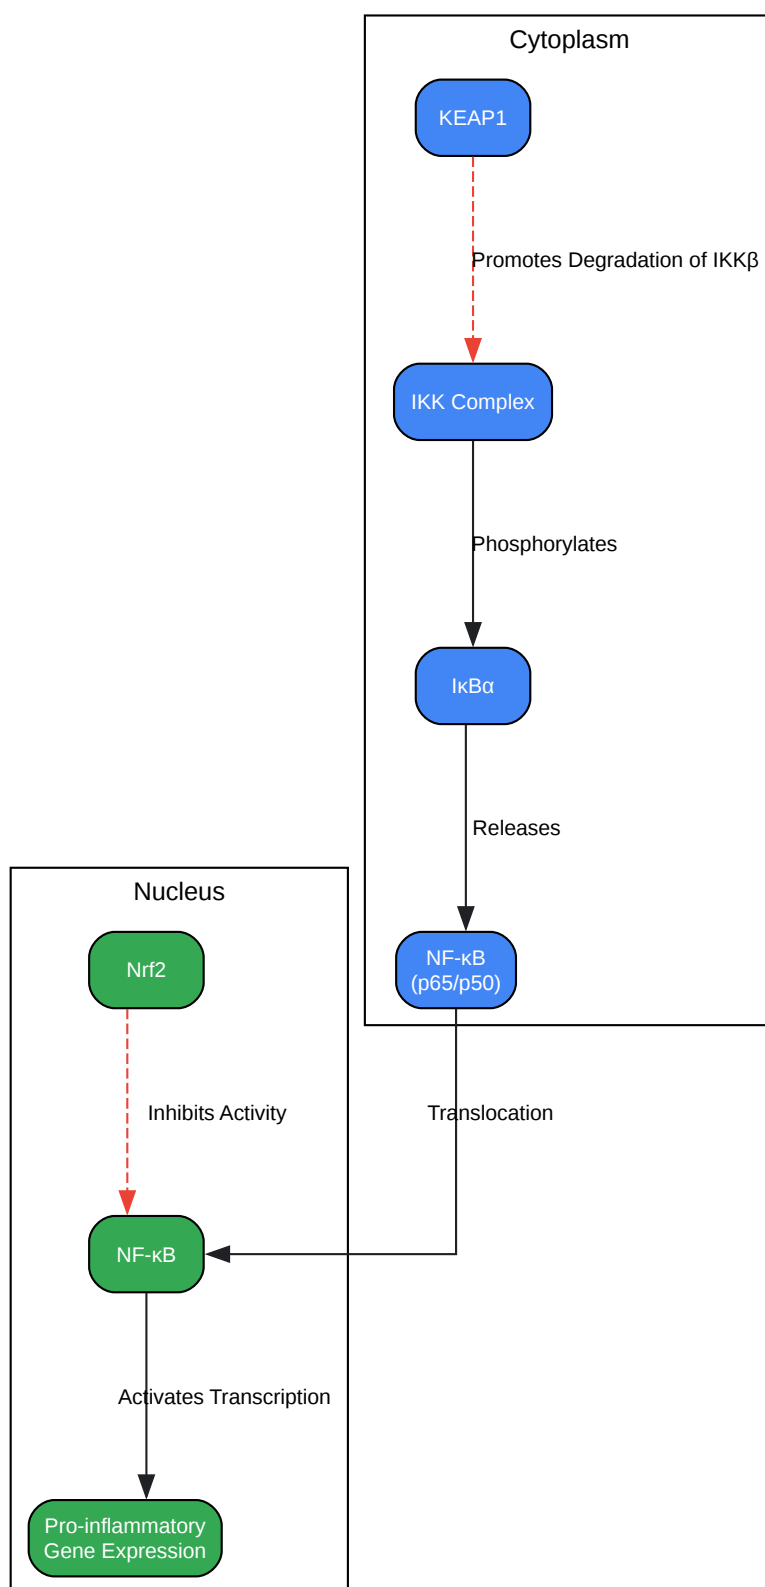 Cytoplasm
KEAP1
Promotes Degradation of IKKβ
IKK Complex
Phosphorylates
IκBα
Releases
NF-κB
(p65/p50)
Translocation
Nucleus
Nrf2
Inhibits Activity
NF-κB
Activates Transcription
Pro-inflammatory
Gene Expression